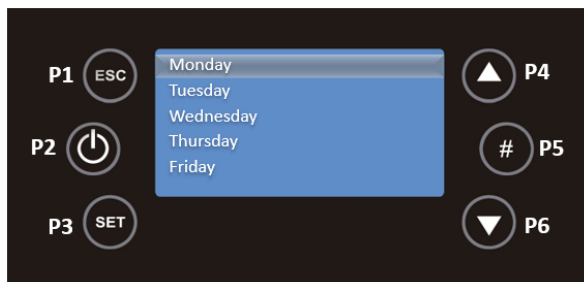 P1 ESC
Monday
Tuesday
Wednesday
Thursday
Friday
P4
P2
# P5
P3 SET
P6